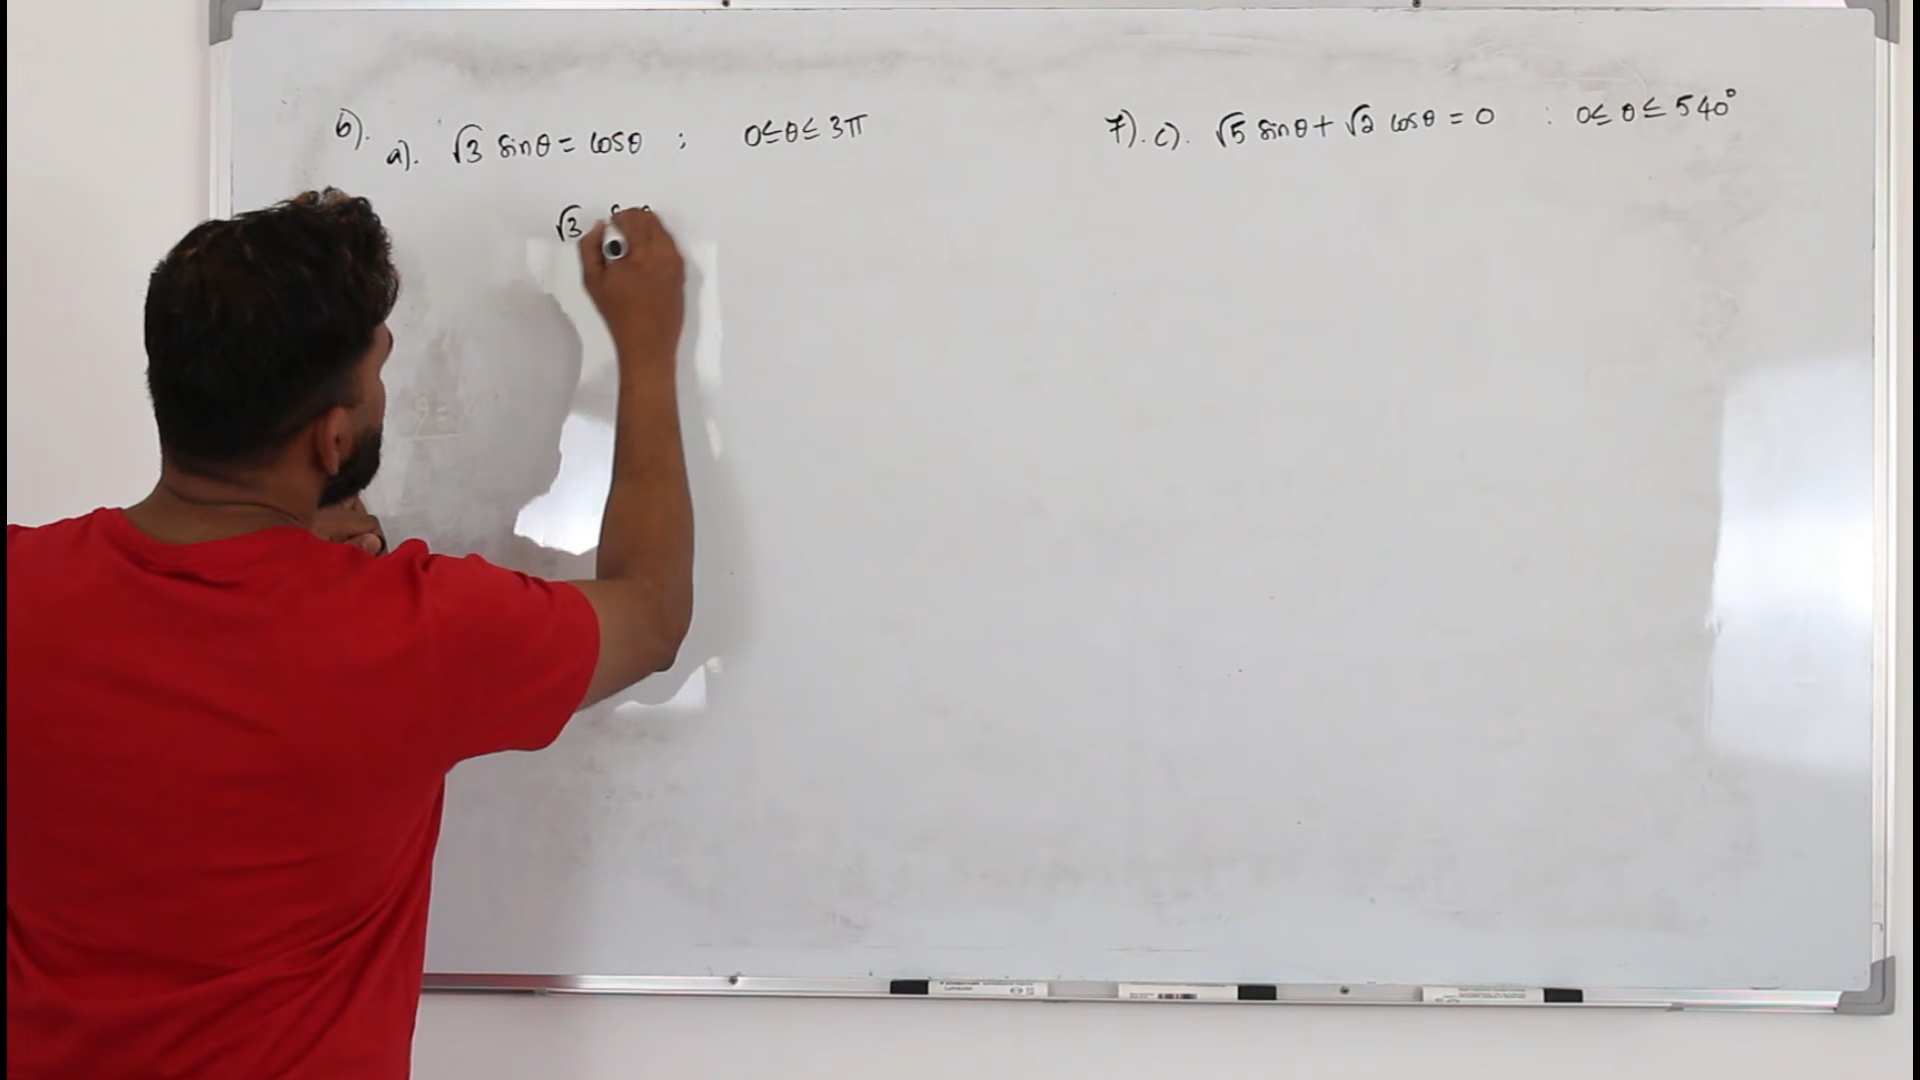 6). a). √3 sinθ = cosθ ; 0≤θ≤ 3π
√3
7). c). √5 sinθ + √2 cosθ = 0 : 0≤ θ ≤ 540°